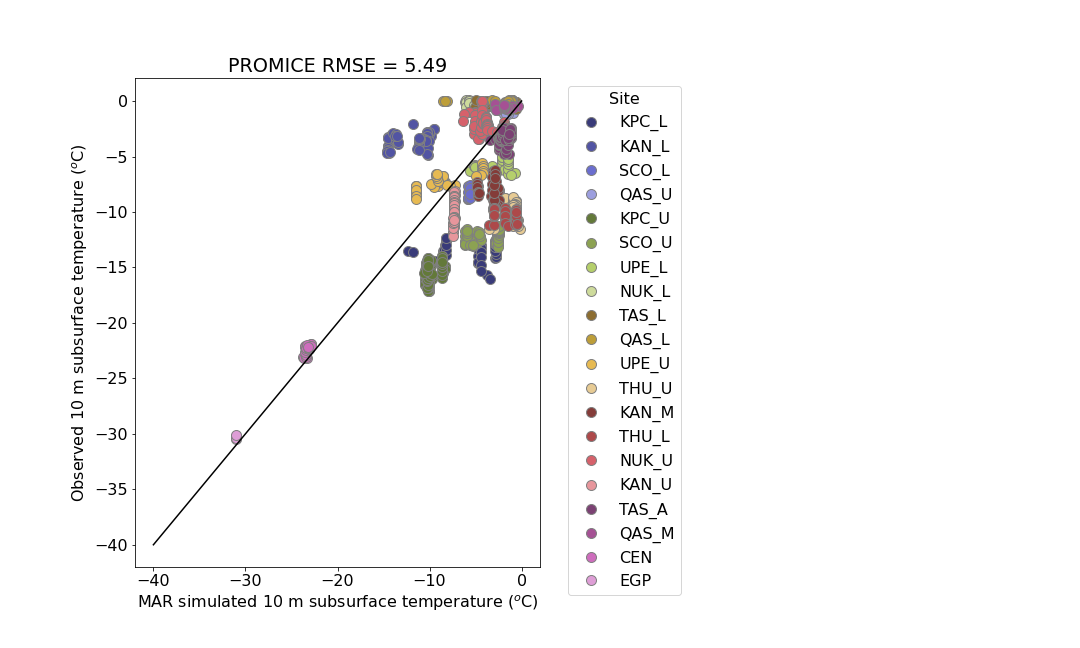 PROMICE RMSE = 5.49
0
−5
−10
−15
−20
−25
−30
−35
−40
Observed 10 m subsurface temperature (°C)
−40 −30 −20 −10 0
MAR simulated 10 m subsurface temperature (°C)
Site
KPC_L
KAN_L
SCO_L
QAS_U
KPC_U
SCO_U
UPE_L
NUK_L
TAS_L
QAS_L
UPE_U
THU_U
KAN_M
THU_L
NUK_U
KAN_U
TAS_A
QAS_M
CEN
EGP